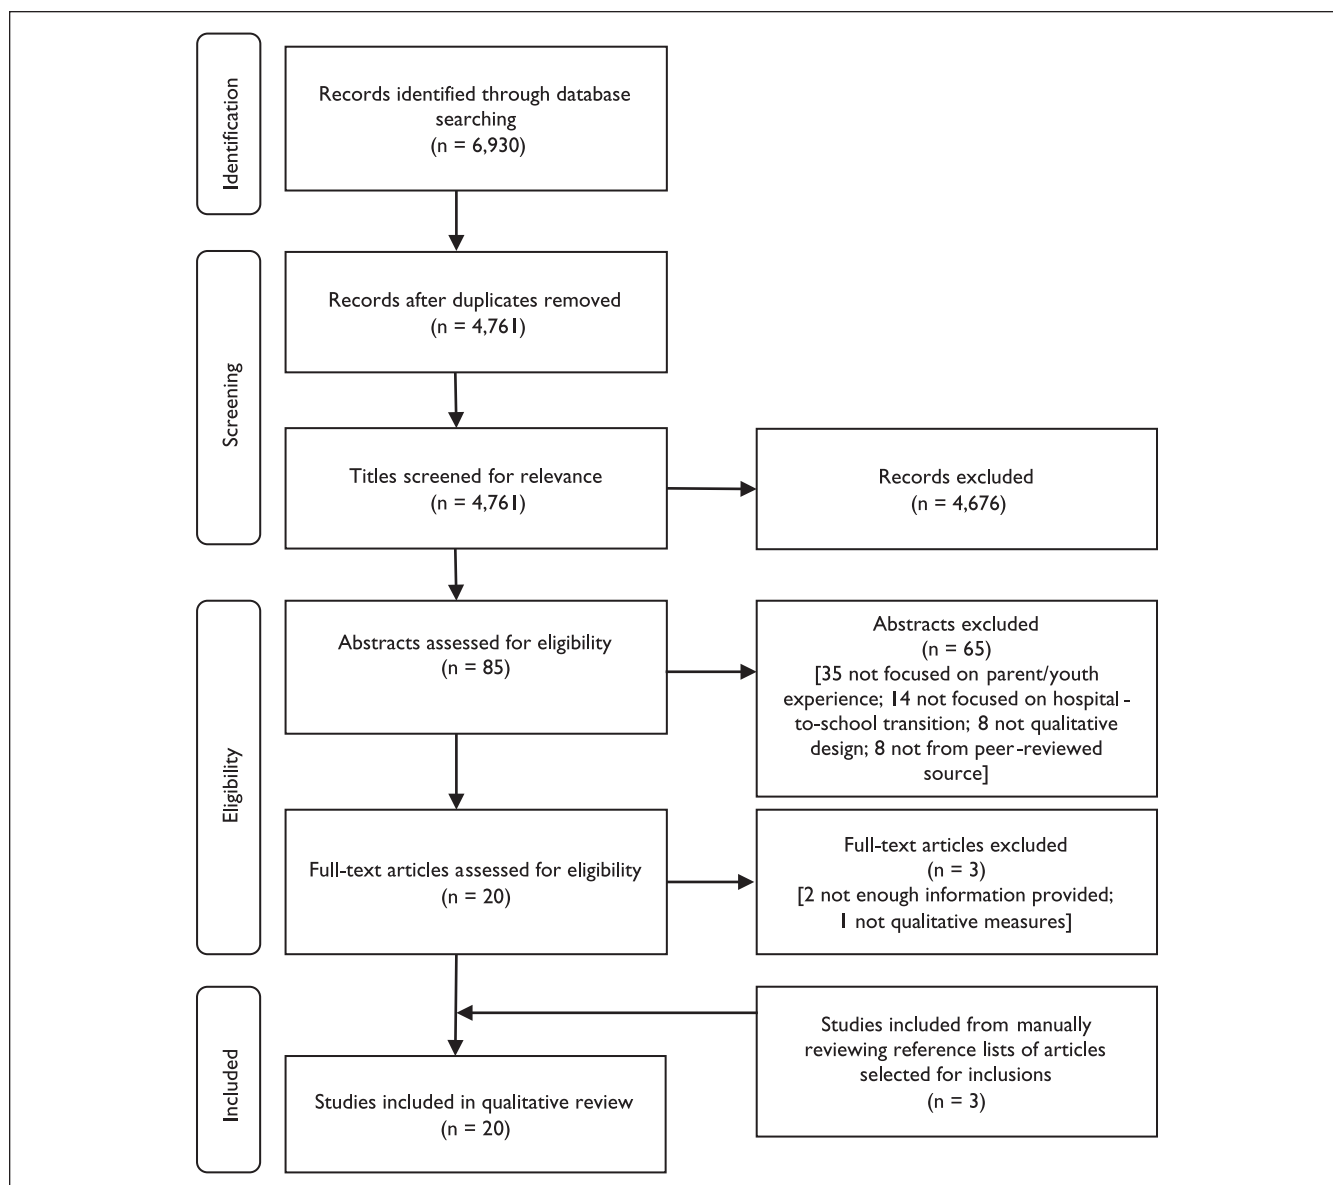 Identification
Records identified through database
searching
(n = 6,930)
Screening
Records after duplicates removed
(n = 4,761)
Titles screened for relevance
(n = 4,761)
Records excluded
(n = 4,676)
Eligibility
Abstracts assessed for eligibility
(n = 85)
Abstracts excluded
(n = 65)
[35 not focused on parent/youth
experience; 14 not focused on hospital-
to-school transition; 8 not qualitative
design; 8 not from peer-reviewed
source]
Full-text articles assessed for eligibility
(n = 20)
Full-text articles excluded
(n = 3)
[2 not enough information provided;
1 not qualitative measures]
Included
Studies included from manually
reviewing reference lists of articles
selected for inclusions
(n = 3)
Studies included in qualitative review
(n = 20)